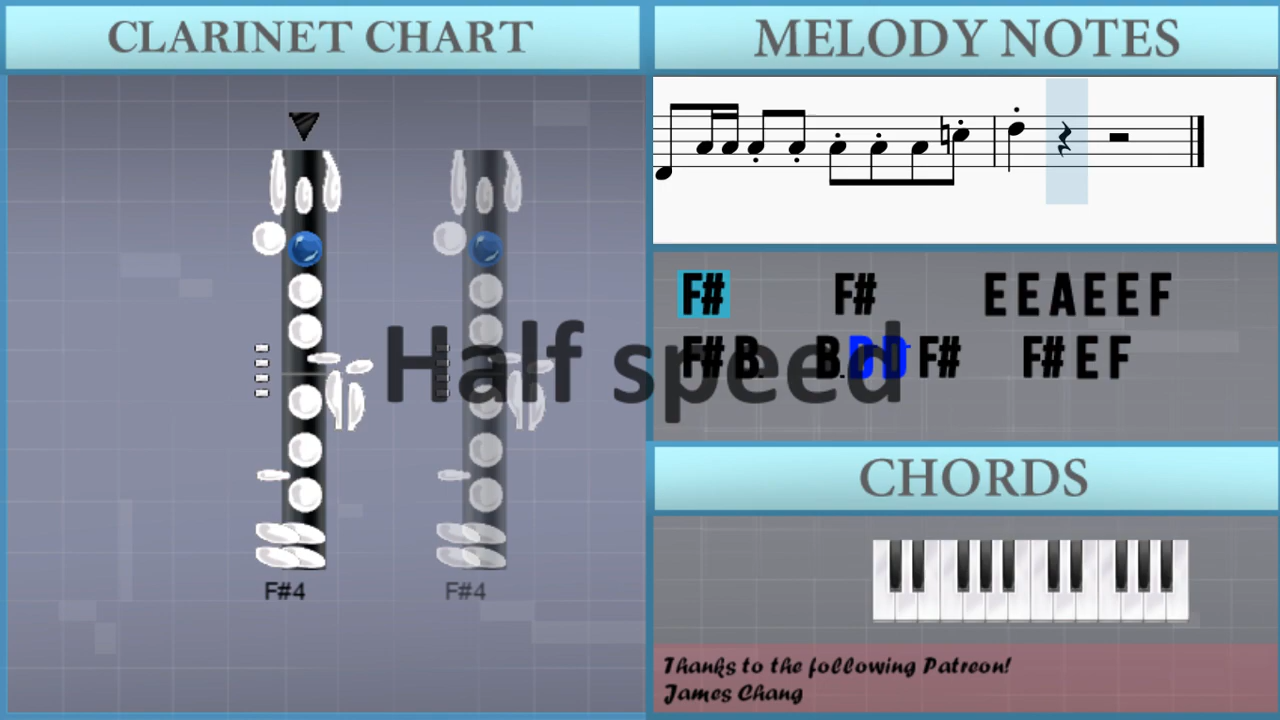 CLARINET CHART
MELODY NOTES
F# F# E E A E E F
F# B. B. D D F# F# E F
Half speed
F#4 F#4
CHORDS
Thanks to the following Patreon!
James Chang